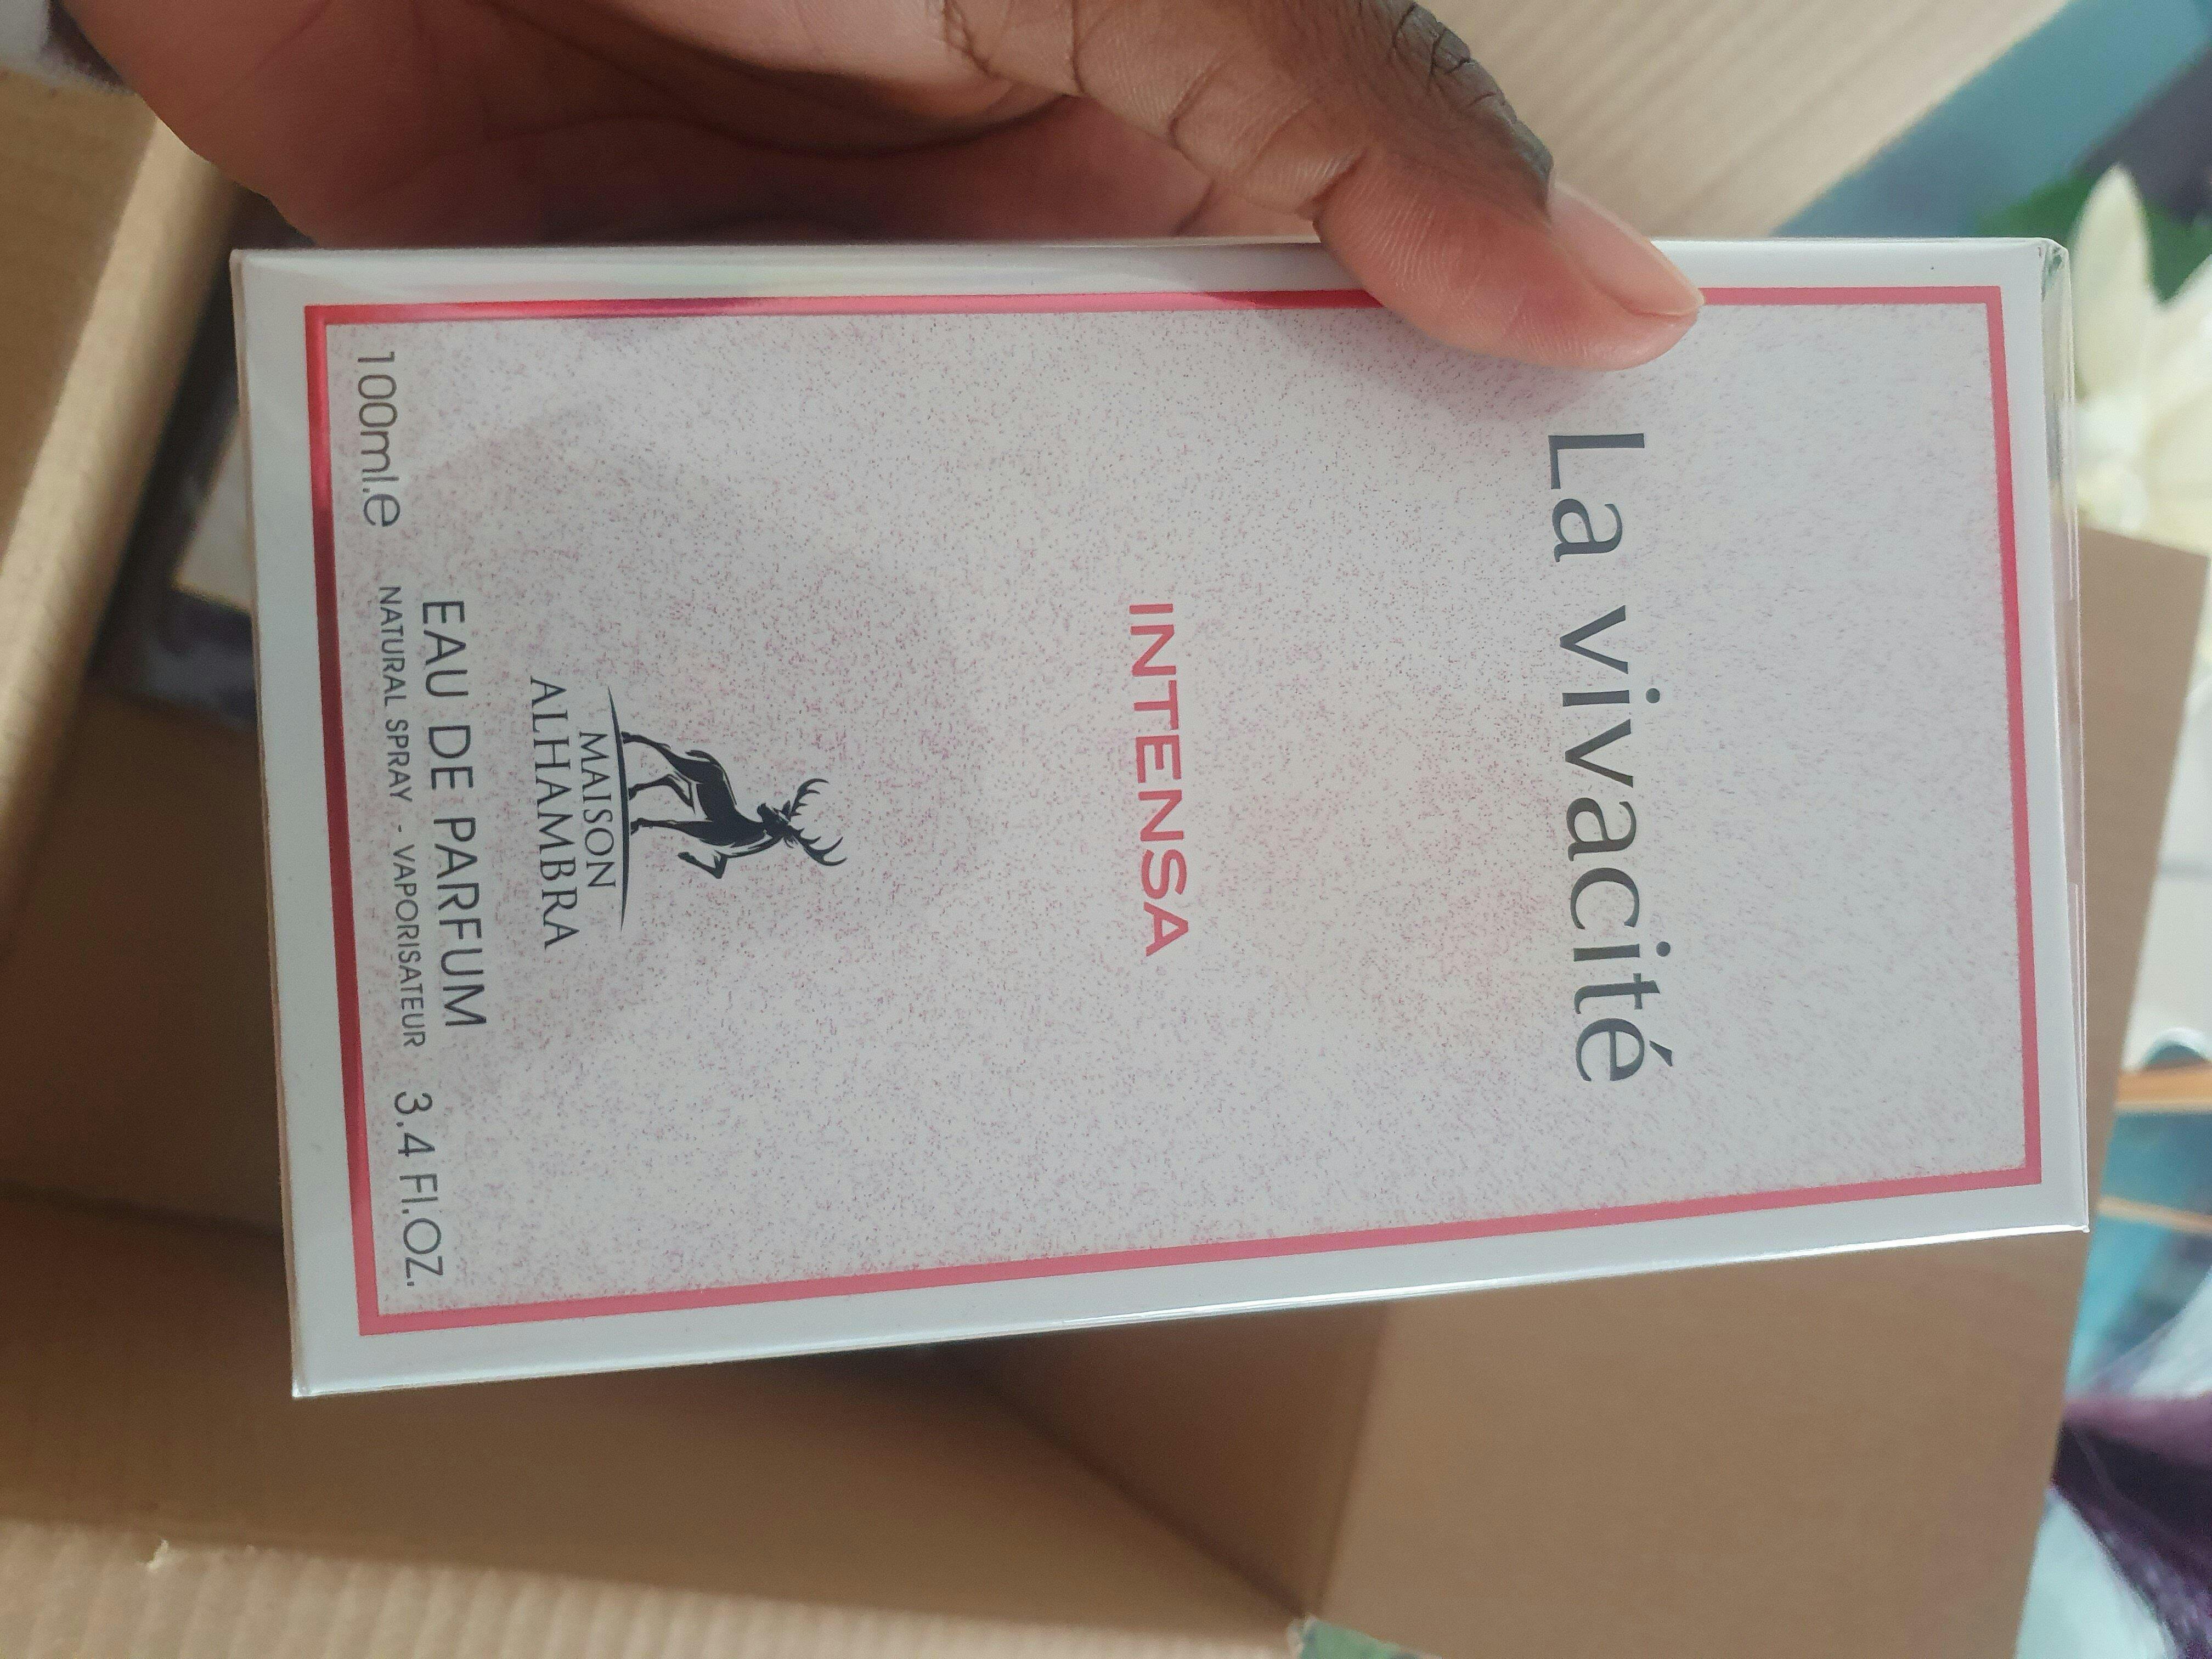 La vivacité
INTENSA
MAISON
ALHAMBRA
EAU DE PARFUM
100ml.e NATURAL SPRAY - VAPORISATEUR 3.4 Fl.OZ.